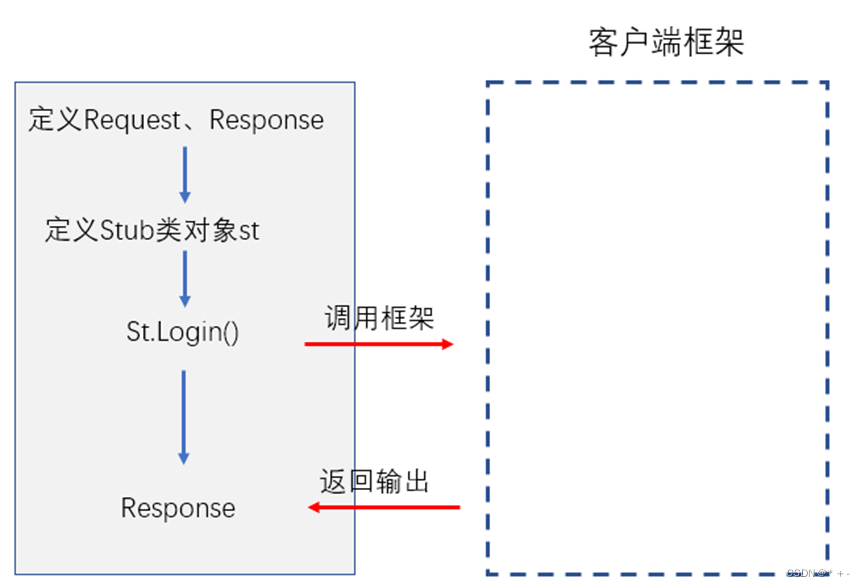 客户端框架
定义Request、Response
定义Stub类对象st
St.Login()
调用框架
返回输出
Response
CSDN @* + -